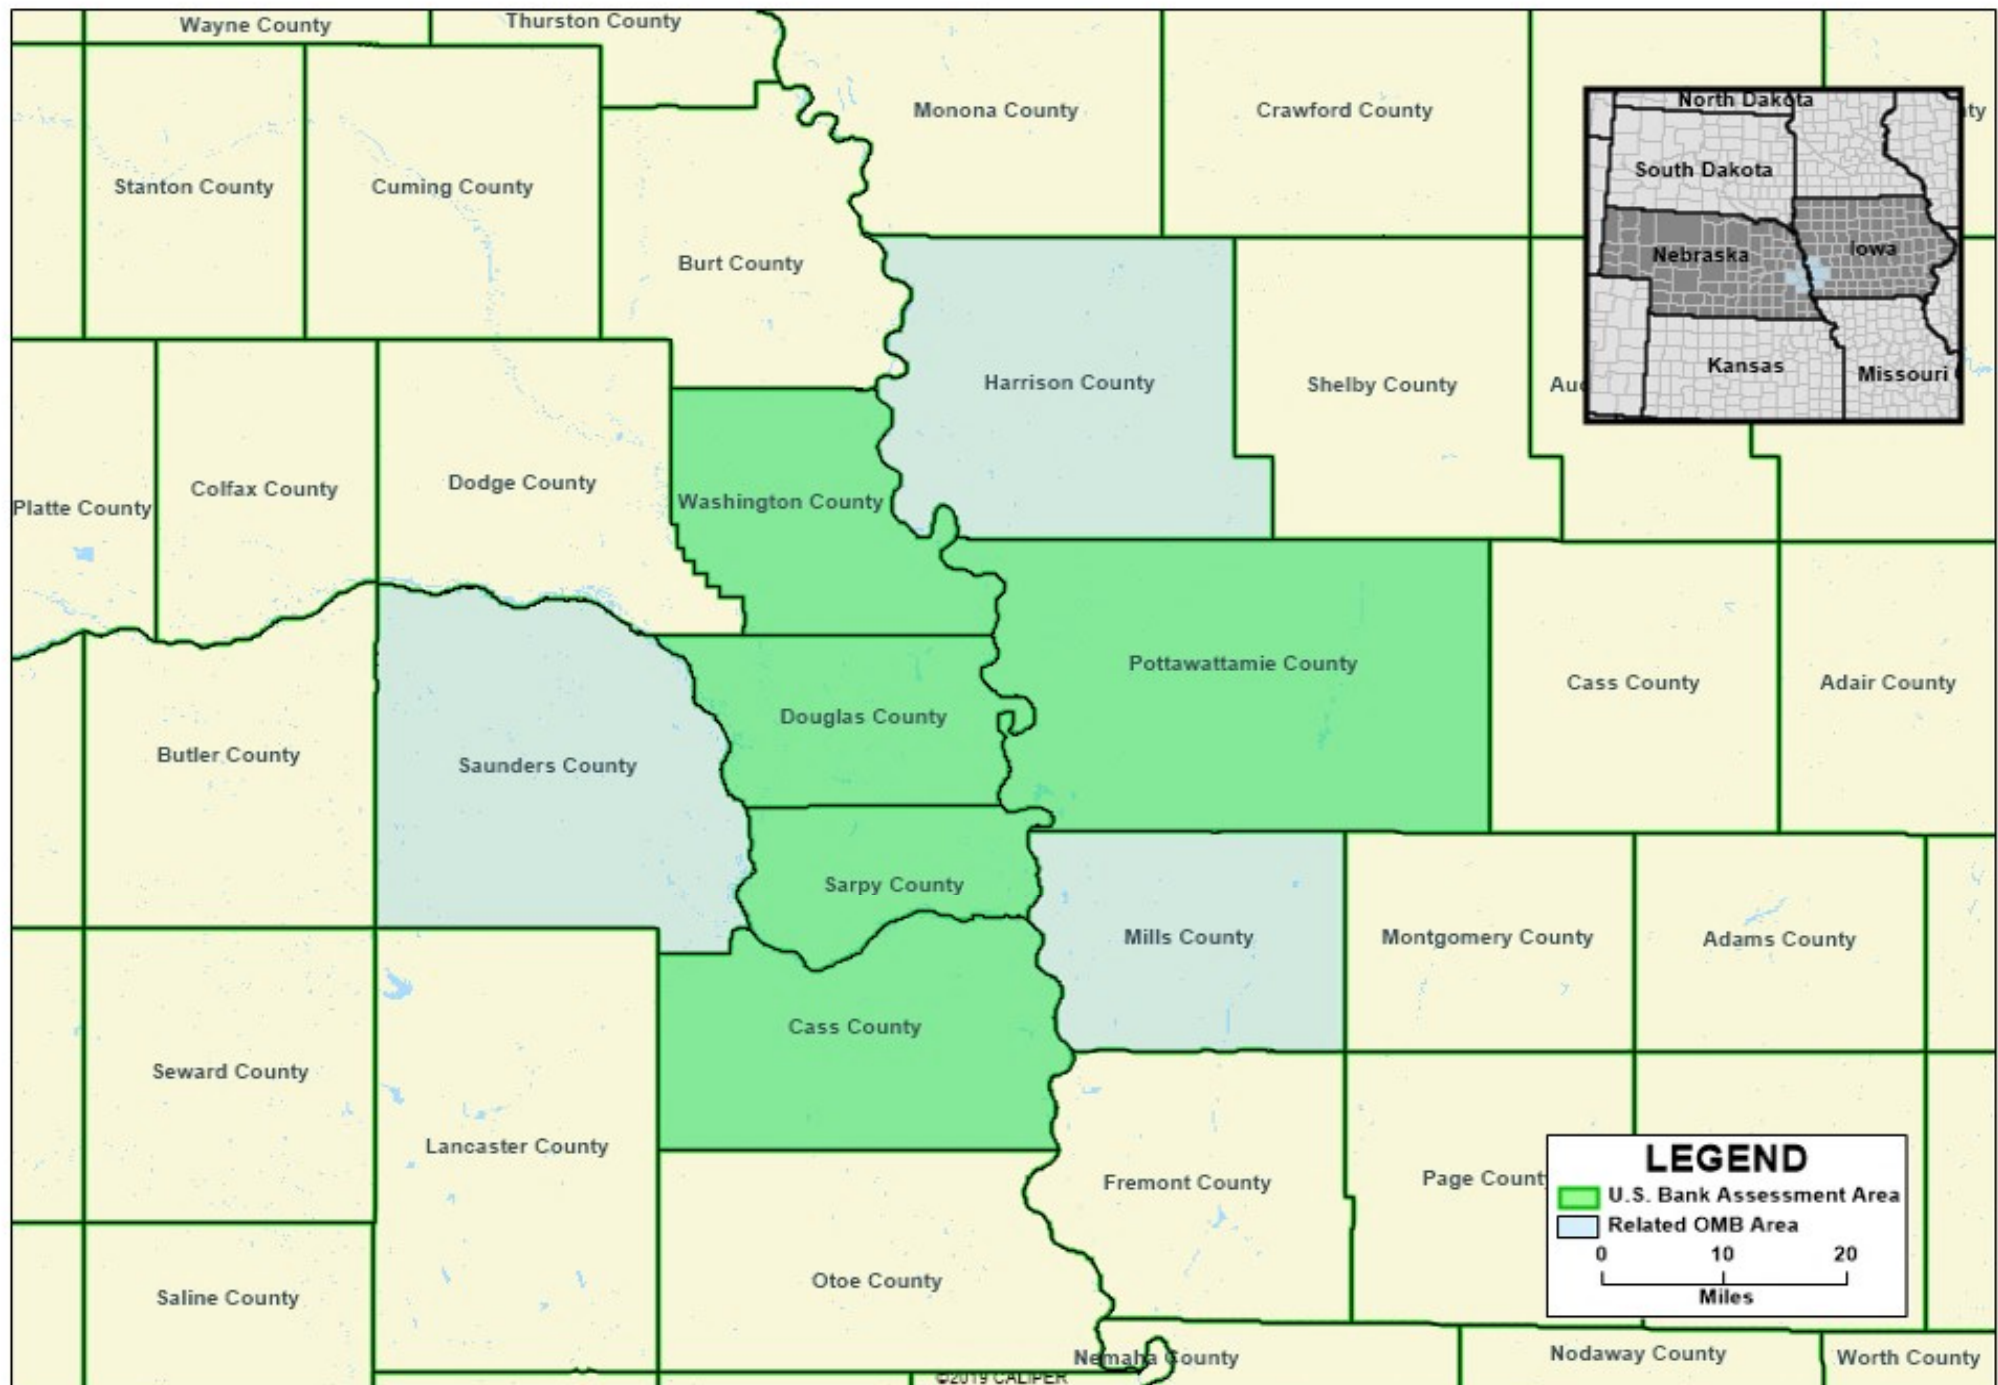 Wayne County
Thurston County
Monona County
Crawford County
ty
North Dakota
South Dakota
Nebraska
Iowa
Kansas
Missouri
Stanton County
Cuming County
Burt County
Harrison County
Shelby County
Au
Platte County
Colfax County
Dodge County
Washington County
Pottawattamie County
Cass County
Adair County
Butler County
Saunders County
Douglas County
Sarpy County
Mills County
Montgomery County
Adams County
Cass County
Seward County
Lancaster County
Fremont County
Page Count
Saline County
Otoe County
LEGEND
U.S. Bank Assessment Area
Related OMB Area
0 10 20
Miles
Nemaha County
Nodaway County
Worth County
©2019 CALIPER